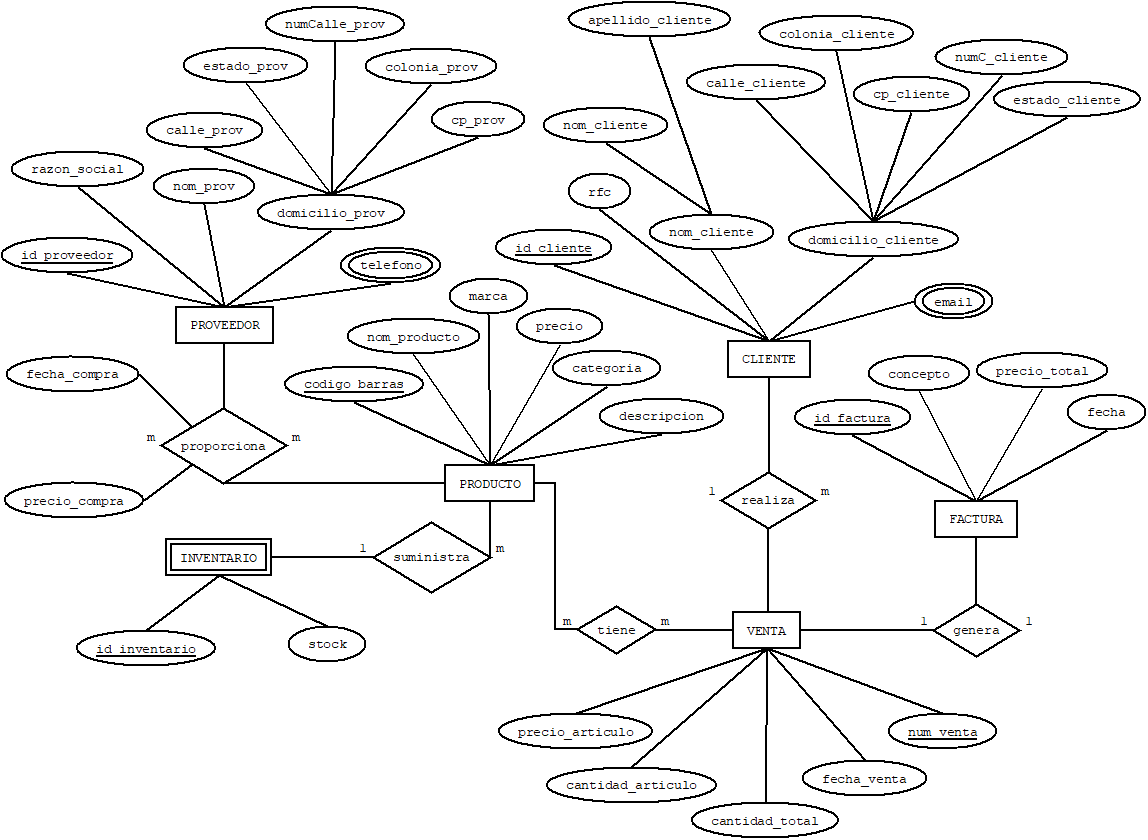 numCalle_prov
apellido_cliente
colonia_cliente
estado_prov
colonia_prov
numC_cliente
calle_cliente
cp_cliente
estado_cliente
calle_prov
cp_prov
nom_cliente
razon_social
nom_prov
rfc
domicilio_prov
nom_cliente
domicilio_cliente
id_proveedor
telefono
id_cliente
marca
email
PROVEEDOR
nom_producto
precio
CLIENTE
fecha_compra
codigo_barras
categoria
concepto
precio_total
descripcion
id_factura
fecha
m
proporciona
m
precio_compra
PRODUCTO
1
realiza
m
FACTURA
INVENTARIO
1
suministra
m
m
tiene
m
VENTA
1
genera
1
id_inventario
stock
precio_articulo
num_venta
cantidad_articulo
fecha_venta
cantidad_total